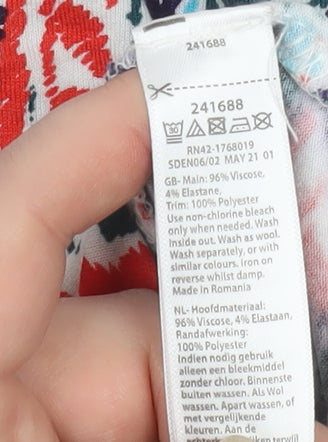 241688
241688
30
RN42-1768019
SDEN06/02 MAY 21 01
GB- Main: 96% Viscose,
4% Elastane,
Trim: 100% Polyester
Use non-chlorine bleach
only when needed. Wash
Inside out. Wash as wool.
Wash separately, or with
similar colours. iron on
reverse whilst damp.
Made in Romania
NL- Hoofdmateriaal:
96% Viscose, 4% Elastaan,
Randafwerking:
100% Polyester
Indien nodig gebruik
alleen een bleekmiddel
zonder chloor. Binnenste
buiten wassen. Als Wol
wassen. Apart wassen, of
met vergelijkende
kleuren. Aan de